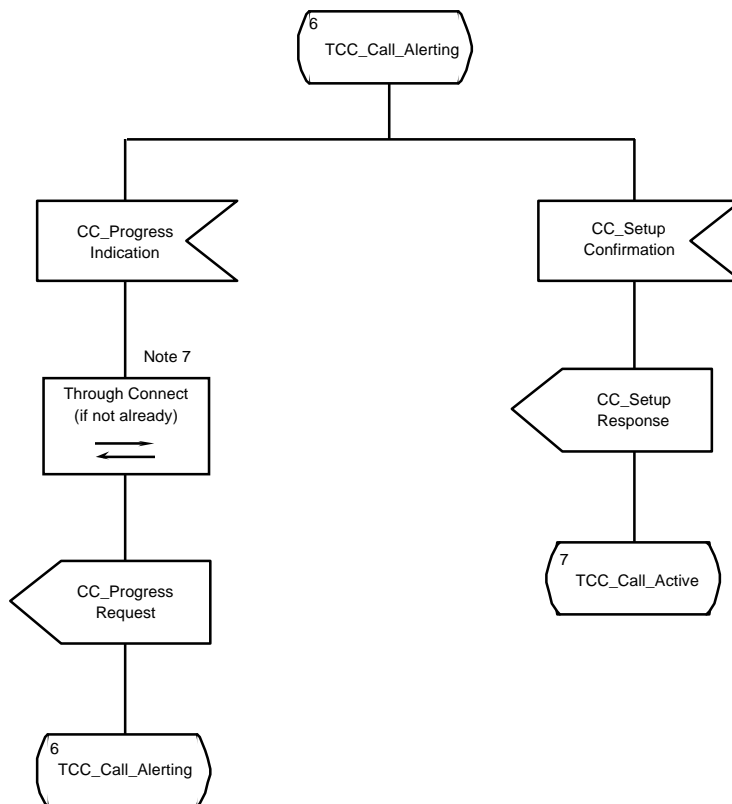 6
TCC_Call_Alerting
CC_Progress
Indication
CC_Setup
Confirmation
Note 7
Through Connect
(if not already)
CC_Setup
Response
CC_Progress
Request
7
TCC_Call_Active
6
TCC_Call_Alerting